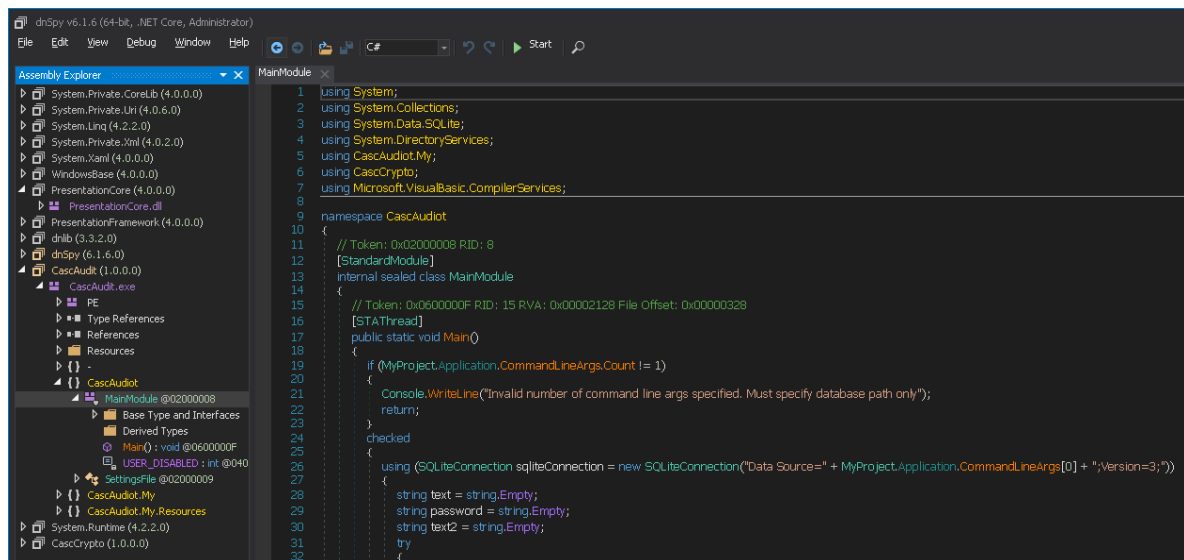 dnSpy v6.1.6 (64-bit, .NET Core, Administrator)
File Edit View Debug Window Help C# Start
Assembly Explorer
System.Private.CoreLib (4.0.0.0)
System.Private.Uri (4.0.6.0)
System.Linq (4.2.2.0)
System.Private.Xml (4.0.2.0)
System.Xaml (4.0.0.0)
WindowsBase (4.0.0.0)
PresentationCore (4.0.0.0)
PresentationCore.dll
PresentationFramework (4.0.0.0)
dnlib (3.3.2.0)
dnSpy (6.1.6.0)
CascAudit (1.0.0.0)
CascAudit.exe
PE
Type References
References
Resources
{ } -
{ } CascAudiot
MainModule @02000008
Base Type and Interfaces
Derived Types
Main() : void @0600000F
USER_DISABLED : int @040
SettingsFile @02000009
{ } CascAudiot.My
{ } CascAudiot.My.Resources
System.Runtime (4.2.2.0)
CascCrypto (1.0.0.0)
MainModule
1 using System;
2 using System.Collections;
3 using System.Data.SQLite;
4 using System.DirectoryServices;
5 using CascAudiot.My;
6 using CascCrypto;
7 using Microsoft.VisualBasic.CompilerServices;
8
9 namespace CascAudiot
10 {
11 // Token: 0x02000008 RID: 8
12 [StandardModule]
13 internal sealed class MainModule
14 {
15 // Token: 0x0600000F RID: 15 RVA: 0x00002128 File Offset: 0x00000328
16 [STAThread]
17 public static void Main()
18 {
19 if (MyProject.Application.CommandLineArgs.Count != 1)
20 {
21 Console.WriteLine("Invalid number of command line args specified. Must specify database path only");
22 return;
23 }
24 checked
25 {
26 using (SQLiteConnection sqliteConnection = new SQLiteConnection("Data Source=" + MyProject.Application.CommandLineArgs[0] + ";Version=3;"))
27 {
28 string text = string.Empty;
29 string password = string.Empty;
30 string text2 = string.Empty;
31 try
32 {